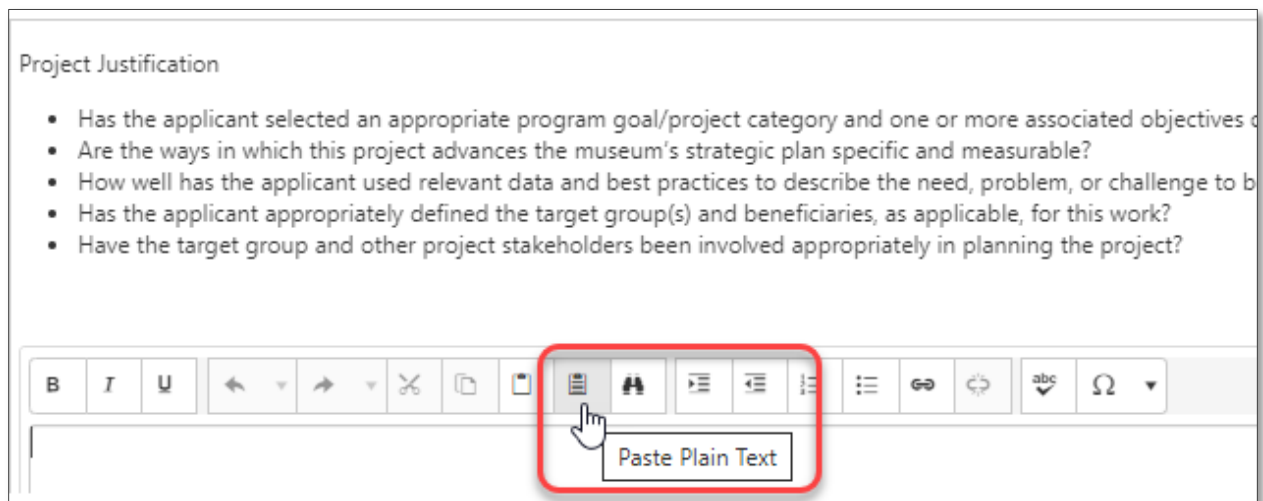 Project Justification
• Has the applicant selected an appropriate program goal/project category and one or more associated objectives
• Are the ways in which this project advances the museum's strategic plan specific and measurable?
• How well has the applicant used relevant data and best practices to describe the need, problem, or challenge to
• Has the applicant appropriately defined the target group(s) and beneficiaries, as applicable, for this work?
• Have the target group and other project stakeholders been involved appropriately in planning the project?
B I U abc Ω
Paste Plain Text